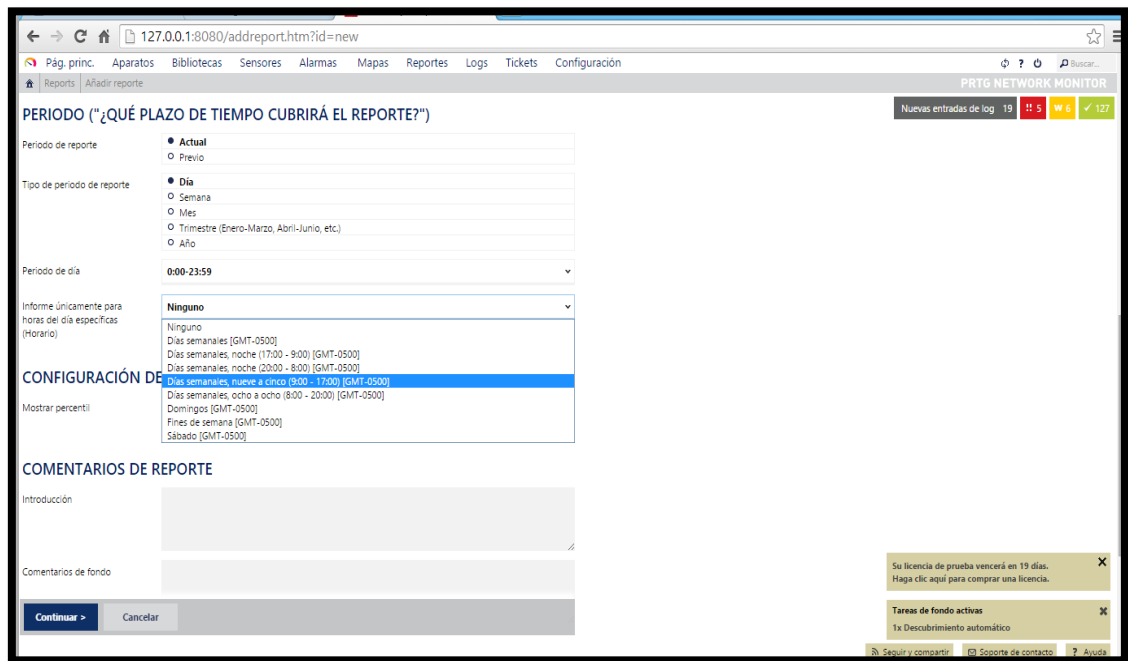 127.0.0.1:8080/addreport.htm?id=new
Pág. princ. Aparatos Bibliotecas Sensores Alarmas Mapas Reportes Logs Tickets Configuración ? Buscar...
Reports Añadir reporte PRTG NETWORK MONITOR
Nuevas entradas de log 19 !! 5 W 6 ✓ 127
PERIODO ("¿QUÉ PLAZO DE TIEMPO CUBRIRÁ EL REPORTE?")
Periodo de reporte
Actual
Previo
Tipo de periodo de reporte
Día
Semana
Mes
Trimestre (Enero-Marzo, Abril-Junio, etc.)
Año
Periodo de día
0:00-23:59
Informe únicamente para
horas del día específicas
(Horario)
Ninguno
Ninguno
Días semanales [GMT-0500]
Días semanales, noche (17:00 - 9:00) [GMT-0500]
Días semanales, noche (20:00 - 8:00) [GMT-0500]
Días semanales, nueve a cinco (9:00 - 17:00) [GMT-0500]
Días semanales, ocho a ocho (8:00 - 20:00) [GMT-0500]
Domingos [GMT-0500]
Fines de semana [GMT-0500]
Sábado [GMT-0500]
CONFIGURACIÓN DE
Mostrar percentil
COMENTARIOS DE REPORTE
Introducción
Comentarios de fondo
Continuar > Cancelar
Su licencia de prueba vencerá en 19 días.
Haga clic aquí para comprar una licencia.
Tareas de fondo activas
1x Descubrimiento automático
Seguir y compartir Soporte de contacto ? Ayuda